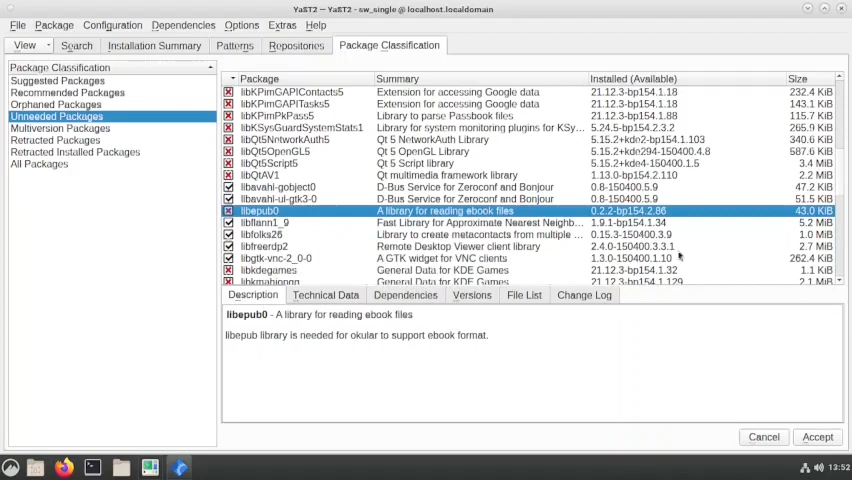 YaST2 — YaST2 - sw_single @ localhost.localdomain
File Package Configuration Dependencies Options Extras Help
View Search Installation Summary Patterns Repositories Package Classification
Package Classification
Suggested Packages
Recommended Packages
Orphaned Packages
Unneeded Packages
Multiversion Packages
Retracted Packages
Retracted Installed Packages
All Packages
Package Summary Installed (Available) Size
libKPimGAPIContacts5 Extension for accessing Google data 21.12.3-bp154.1.18 232.4 KiB
libKPimGAPITasks5 Extension for accessing Google data 21.12.3-bp154.1.18 143.1 KiB
libKPimPkPass5 Library to parse Passbook files 21.12.3-bp154.1.88 115.7 KiB
libKSysGuardSystemStats1 Library for system monitoring plugins for KSy... 5.24.5-bp154.2.3.2 265.9 KiB
libQt5NetworkAuth5 Qt 5 NetworkAuth Library 5.15.2+kde2-bp154.1.103 340.6 KiB
libQt5OpenGL5 Qt 5 OpenGL Library 5.15.2+kde294-150400.4.8 587.6 KiB
libQt5Script5 Qt 5 Script library 5.15.2+kde4-150400.1.5 3.4 MiB
libQtAV1 Qt multimedia framework library 1.13.0-bp154.2.110 2.2 MiB
libavahi-gobject0 D-Bus Service for Zeroconf and Bonjour 0.8-150400.5.9 47.2 KiB
libavahi-ui-gtk3-0 D-Bus Service for Zeroconf and Bonjour 0.8-150400.5.9 51.5 KiB
libepub0 A library for reading ebook files 0.2.2-bp154.2.86 43.0 KiB
libflann1_9 Fast Library for Approximate Nearest Neighb... 1.9.1-bp154.1.34 5.2 MiB
libfolks26 Library to create metacontacts from multiple ... 0.15.3-150400.3.9 1.0 MiB
libfreerdp2 Remote Desktop Viewer client library 2.4.0-150400.3.3.1 2.7 MiB
libgtk-vnc-2_0-0 A GTK widget for VNC clients 1.3.0-150400.1.10 262.4 KiB
libkdegames General Data for KDE Games 21.12.3-bp154.1.32 1.1 KiB
libkmahjongg General Data for KDE Games 21.12.3-bp154.1.129 2.1 MiB
Description Technical Data Dependencies Versions File List Change Log
libepub0 - A library for reading ebook files
libepub library is needed for okular to support ebook format.
Cancel Accept
13:52